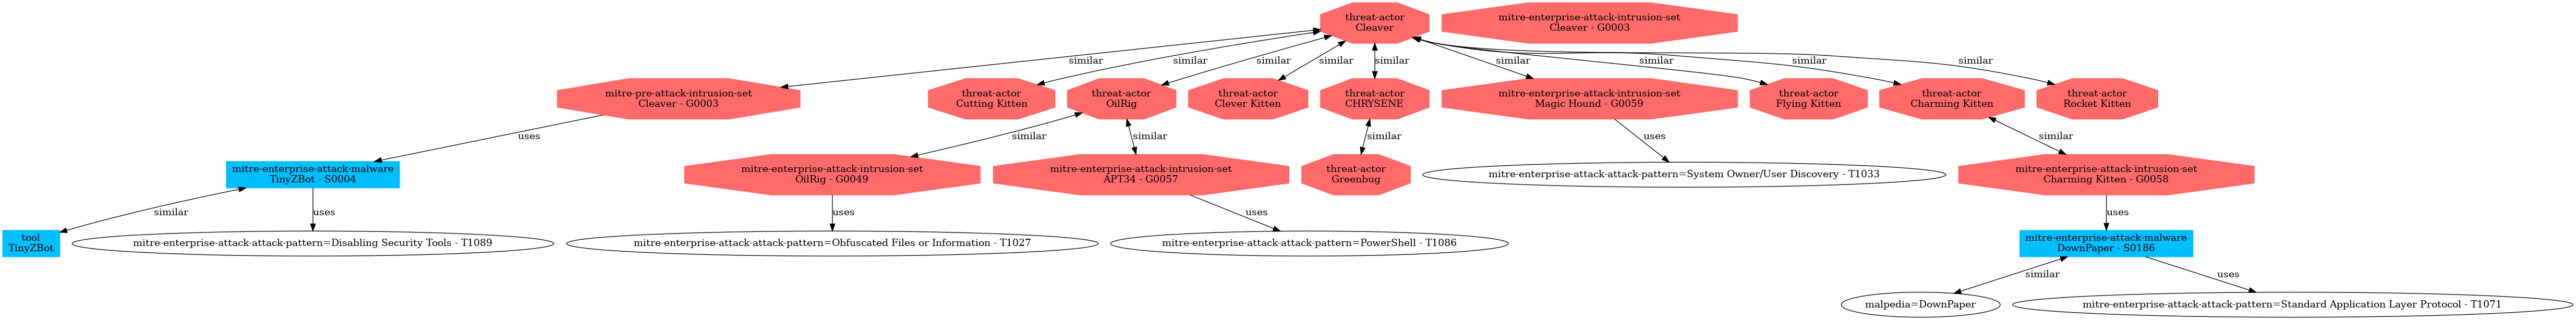 threat-actor
Cleaver
mitre-enterprise-attack-intrusion-set
Cleaver - G0003
similar
similar
similar
similar
similar
similar
similar
similar
similar
mitre-pre-attack-intrusion-set
Cleaver - G0003
threat-actor
Cutting Kitten
threat-actor
OilRig
threat-actor
Clever Kitten
threat-actor
CHRYSENE
mitre-enterprise-attack-intrusion-set
Magic Hound - G0059
threat-actor
Flying Kitten
threat-actor
Charming Kitten
threat-actor
Rocket Kitten
uses
similar
similar
similar
uses
similar
mitre-enterprise-attack-malware
TinyZBot - S0004
mitre-enterprise-attack-intrusion-set
OilRig - G0049
mitre-enterprise-attack-intrusion-set
APT34 - G0057
threat-actor
Greenbug
mitre-enterprise-attack-attack-pattern=System Owner/User Discovery - T1033
mitre-enterprise-attack-intrusion-set
Charming Kitten - G0058
similar
uses
uses
uses
uses
tool
TinyZBot
mitre-enterprise-attack-attack-pattern=Disabling Security Tools - T1089
mitre-enterprise-attack-attack-pattern=Obfuscated Files or Information - T1027
mitre-enterprise-attack-attack-pattern=PowerShell - T1086
mitre-enterprise-attack-malware
DownPaper - S0186
similar
uses
malpedia=DownPaper
mitre-enterprise-attack-attack-pattern=Standard Application Layer Protocol - T1071